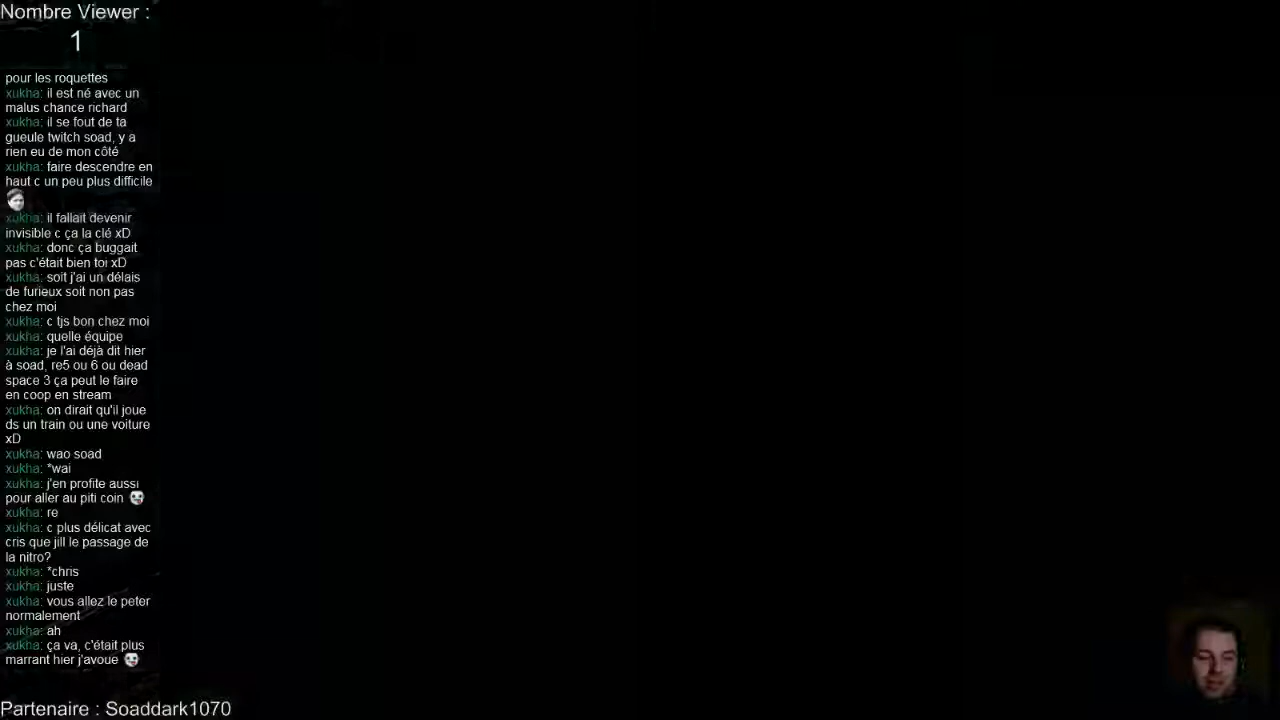 Nombre Viewer :
1
pour les roquettes
xukha: il est né avec un
malus chance richard
xukha: il se fout de ta
gueule twitch soad, y a
rien eu de mon côté
xukha: faire descendre en
haut c un peu plus difficile
xukha: il fallait devenir
invisible c ça la clé xD
xukha: donc ça buggait
pas c'était bien toi xD
xukha: soit j'ai un délais
de furieux soit non pas
chez moi
xukha: c tjs bon chez moi
xukha: quelle équipe
xukha: je l'ai déjà dit hier
à soad, re5 ou 6 ou dead
space 3 ça peut le faire
en coop en stream
xukha: on dirait qu'il joue
ds un train ou une voiture
xD
xukha: wao soad
xukha: *wai
xukha: j'en profite aussi
pour aller au piti coin
xukha: re
xukha: c plus délicat avec
cris que jill le passage de
la nitro?
xukha: *chris
xukha: juste
xukha: vous allez le peter
normalement
xukha: ah
xukha: ça va, c'était plus
marrant hier j'avoue
Partenaire : Soaddark1070